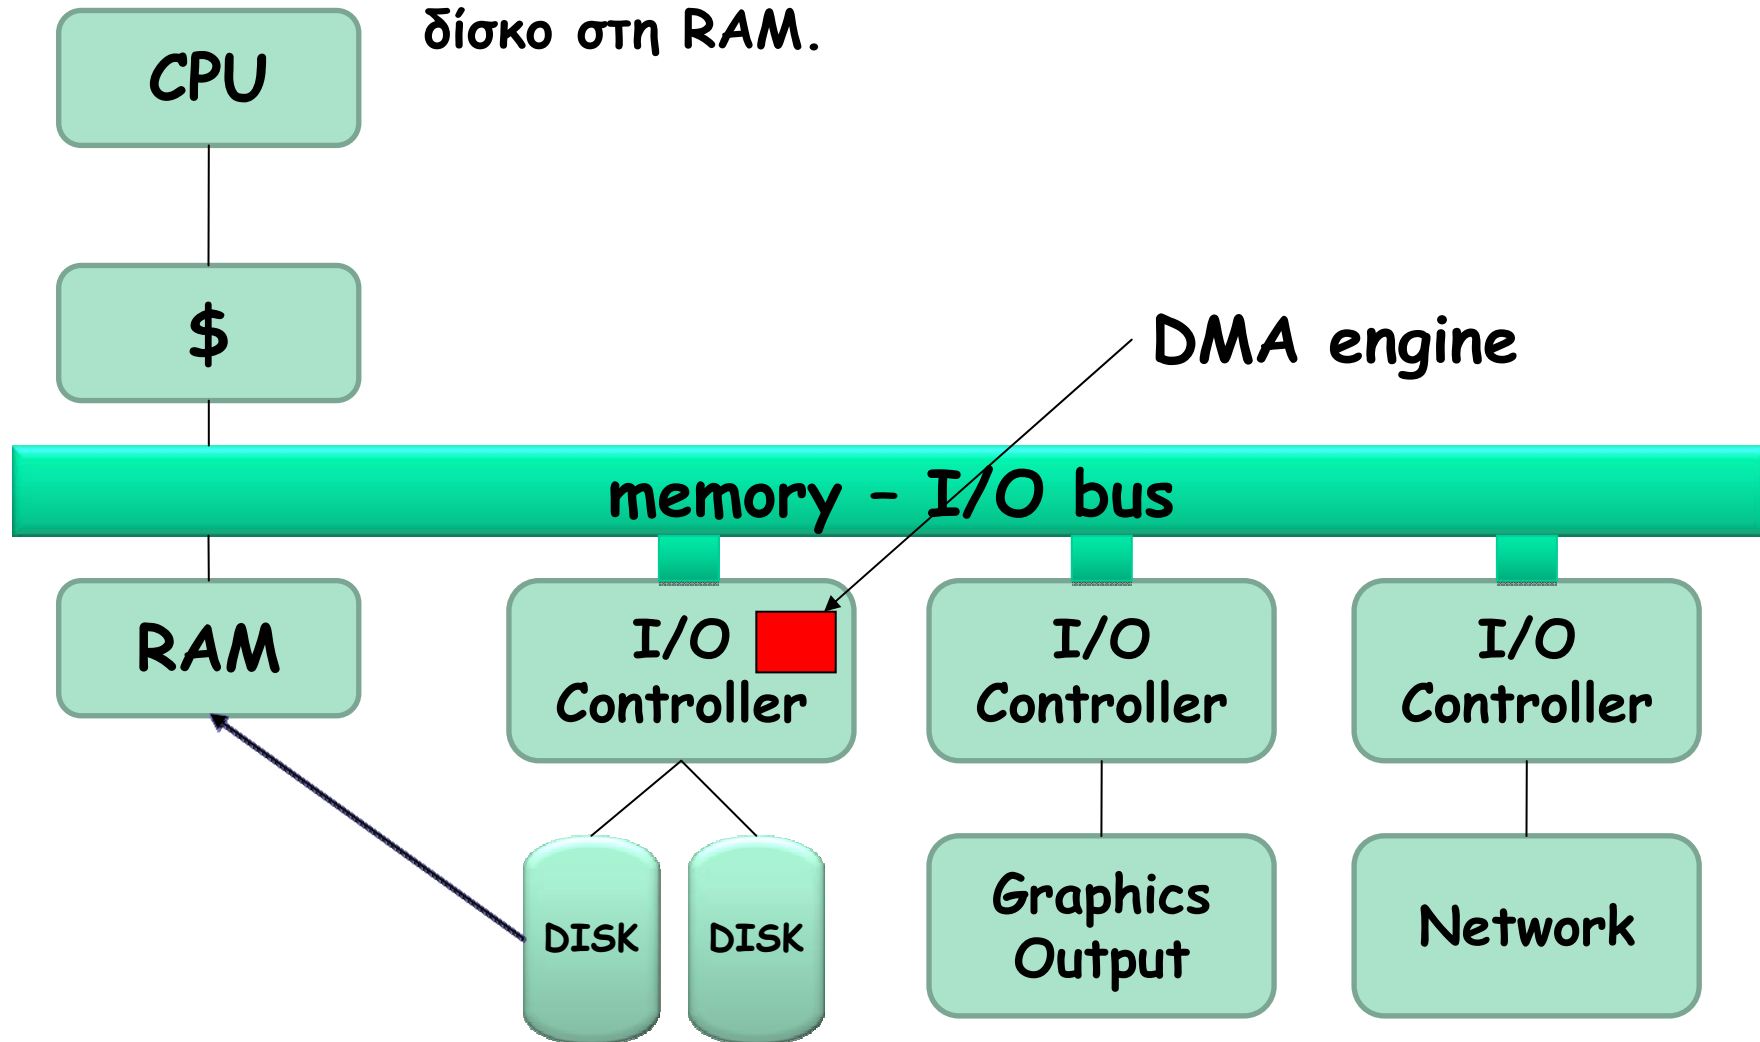 δίσκο στη RAM.
CPU
$
DMA engine
memory – I/O bus
RAM
I/O
Controller
I/O
Controller
I/O
Controller
DISK
DISK
Graphics
Output
Network